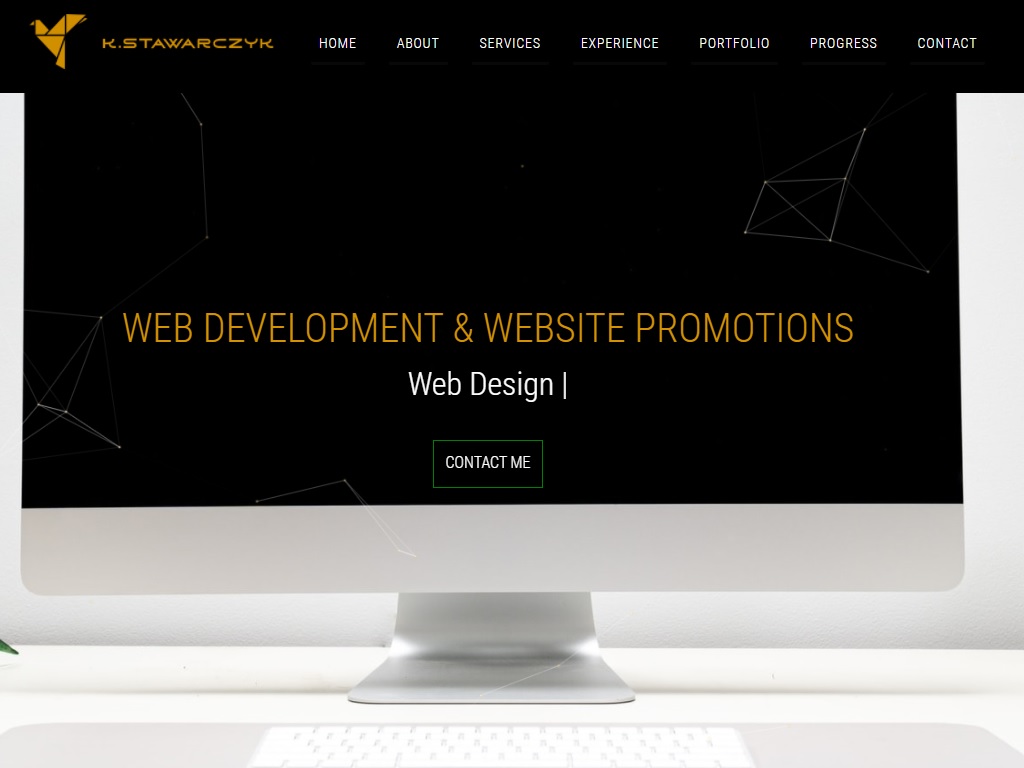 K.STAWARCZYK
HOME
ABOUT
SERVICES
EXPERIENCE
PORTFOLIO
PROGRESS
CONTACT
WEB DEVELOPMENT & WEBSITE PROMOTIONS
Web Design |
CONTACT ME